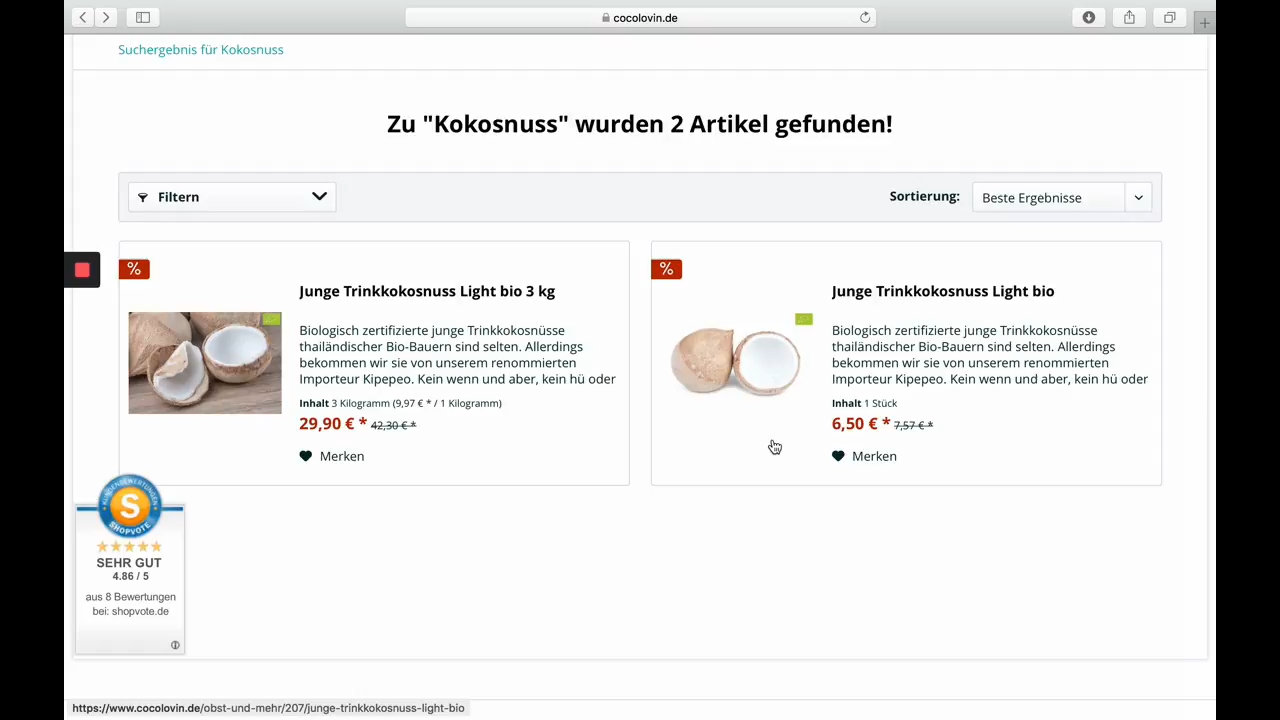 cocolovin.de
Suchergebnis für Kokosnuss
Zu "Kokosnuss" wurden 2 Artikel gefunden!
Filtern
Sortierung:
Beste Ergebnisse
%
Junge Trinkkokosnuss Light bio 3 kg
Biologisch zertifizierte junge Trinkkokosnüsse
thailändischer Bio-Bauern sind selten. Allerdings
bekommen wir sie von unserem renommierten
Importeur Kipepeo. Kein wenn und aber, kein hü oder
Inhalt 3 Kilogramm (9,97 € * / 1 Kilogramm)
29,90 € * 42,30 € *
Merken
%
Junge Trinkkokosnuss Light bio
Biologisch zertifizierte junge Trinkkokosnüsse
thailändischer Bio-Bauern sind selten. Allerdings
bekommen wir sie von unserem renommierten
Importeur Kipepeo. Kein wenn und aber, kein hü oder
Inhalt 1 Stück
6,50 € * 7,57 € *
Merken
KUNDENBEWERTUNGEN
S
SHOPVOTE
SEHR GUT
4.86 / 5
aus 8 Bewertungen
bei: shopvote.de
https://www.cocolovin.de/obst-und-mehr/207/junge-trinkkokosnuss-light-bio